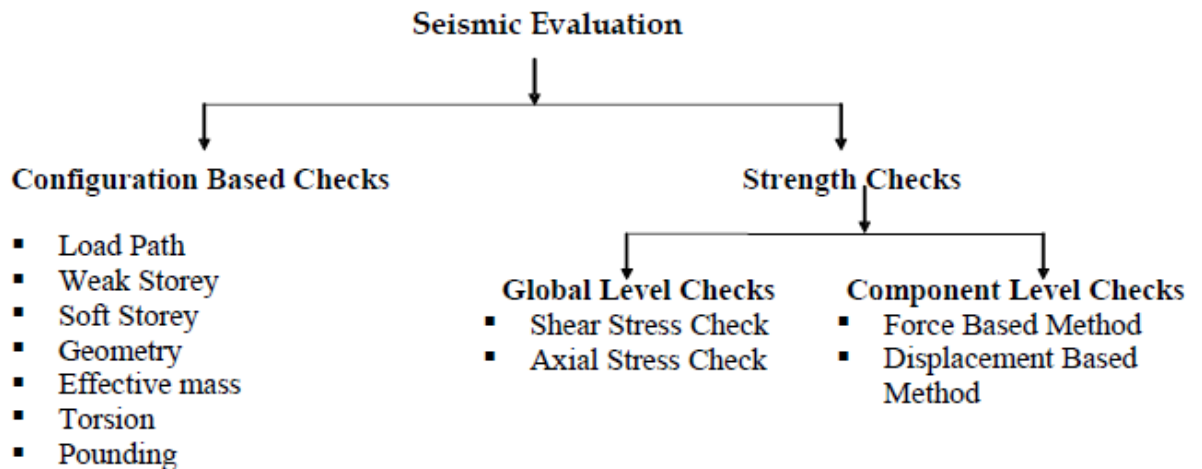 Seismic Evaluation
Configuration Based Checks
▪ Load Path
▪ Weak Storey
▪ Soft Storey
▪ Geometry
▪ Effective mass
▪ Torsion
▪ Pounding
Strength Checks
Global Level Checks
▪ Shear Stress Check
▪ Axial Stress Check
Component Level Checks
▪ Force Based Method
▪ Displacement Based
Method